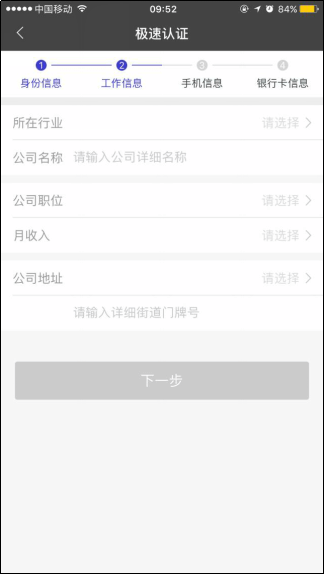 中国移动 09:52 84%
极速认证
1 2 3 4
身份信息 工作信息 手机信息 银行卡信息
所在行业 请选择
公司名称 请输入公司详细名称
公司职位 请选择
月收入 请选择
公司地址 请选择
请输入详细街道门牌号
下一步